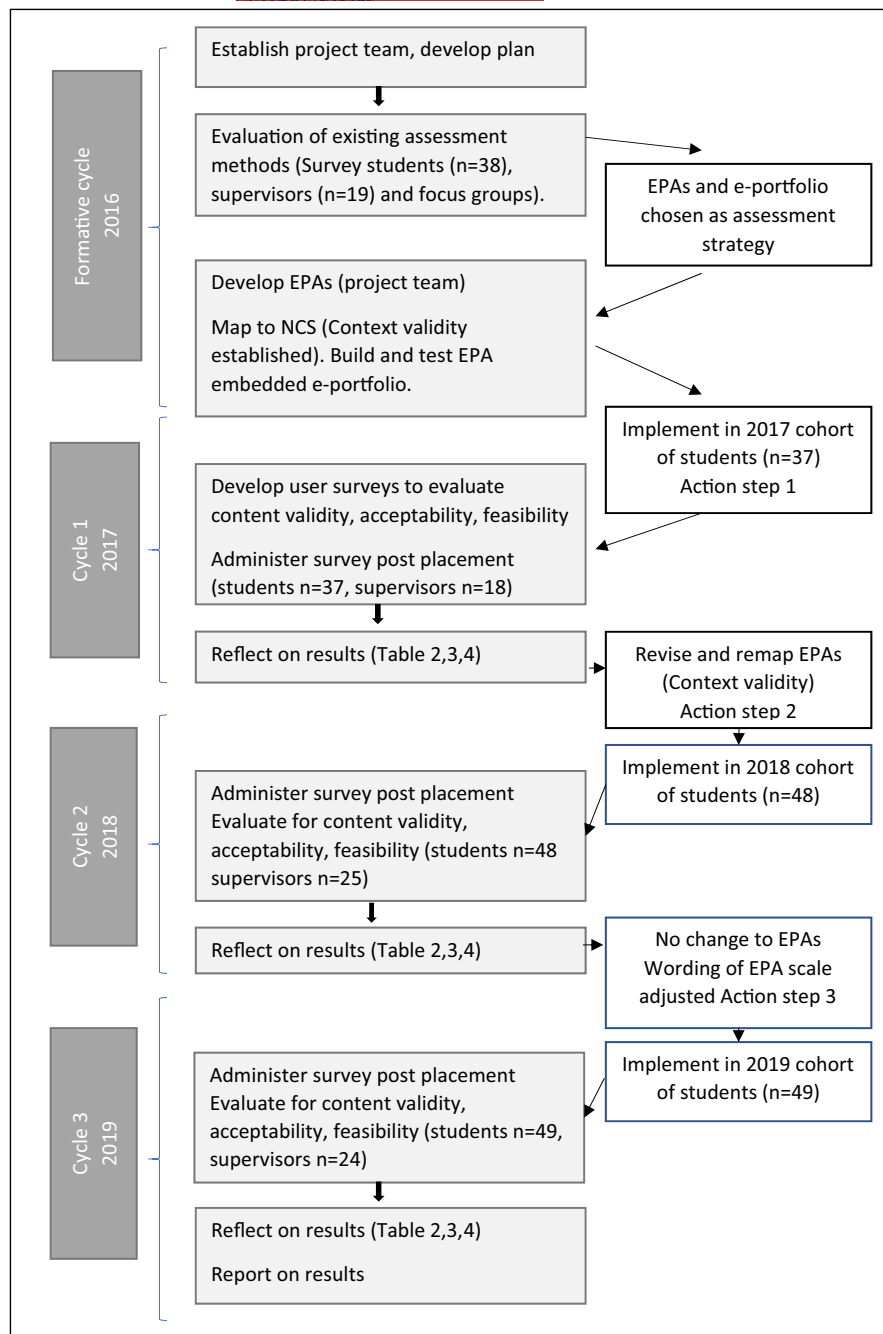 Establish project team, develop plan
Formative cycle
2016
Evaluation of existing assessment
methods (Survey students (n=38),
supervisors (n=19) and focus groups).
EPAs and e-portfolio
chosen as assessment
strategy
Develop EPAs (project team)
Map to NCS (Context validity
established). Build and test EPA
embedded e-portfolio.
Implement in 2017 cohort
of students (n=37)
Action step 1
Cycle 1
2017
Develop user surveys to evaluate
content validity, acceptability, feasibility
Administer survey post placement
(students n=37, supervisors n=18)
Reflect on results (Table 2,3,4)
Revise and remap EPAs
(Context validity)
Action step 2
Implement in 2018 cohort
of students (n=48)
Cycle 2
2018
Administer survey post placement
Evaluate for content validity,
acceptability, feasibility (students n=48
supervisors n=25)
Reflect on results (Table 2,3,4)
No change to EPAs
Wording of EPA scale
adjusted Action step 3
Implement in 2019 cohort
of students (n=49)
Cycle 3
2019
Administer survey post placement
Evaluate for content validity,
acceptability, feasibility (students n=49,
supervisors n=24)
Reflect on results (Table 2,3,4)
Report on results